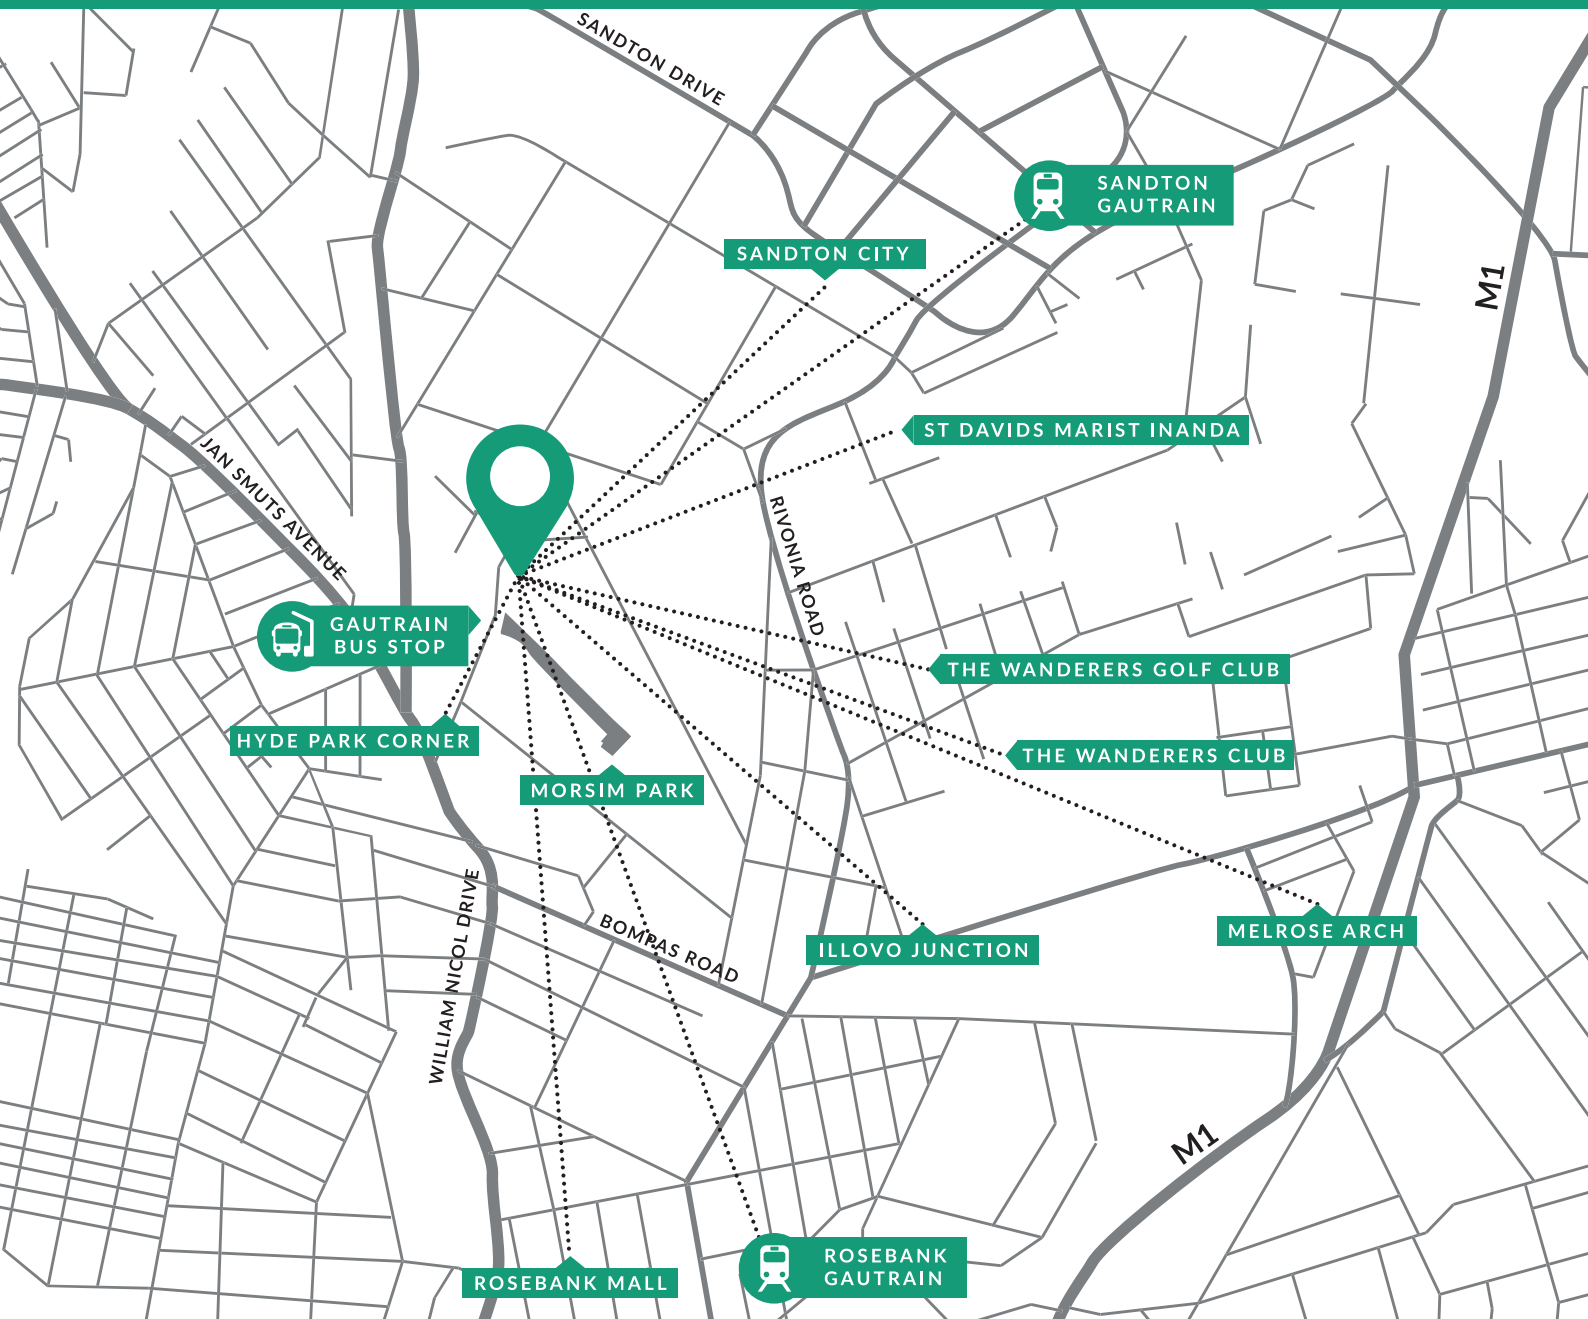 SANDTON DRIVE
SANDTON
GAUTRAIN
SANDTON CITY
M1
ST DAVIDS MARIST INANDA
JAN SMUTS AVENUE
RIVONIA ROAD
GAUTRAIN
BUS STOP
THE WANDERERS GOLF CLUB
HYDE PARK CORNER
THE WANDERERS CLUB
MORSIM PARK
WILLIAM NICOL DRIVE
BOMPAS ROAD
ILLOVO JUNCTION
MELROSE ARCH
M1
ROSEBANK
GAUTRAIN
ROSEBANK MALL